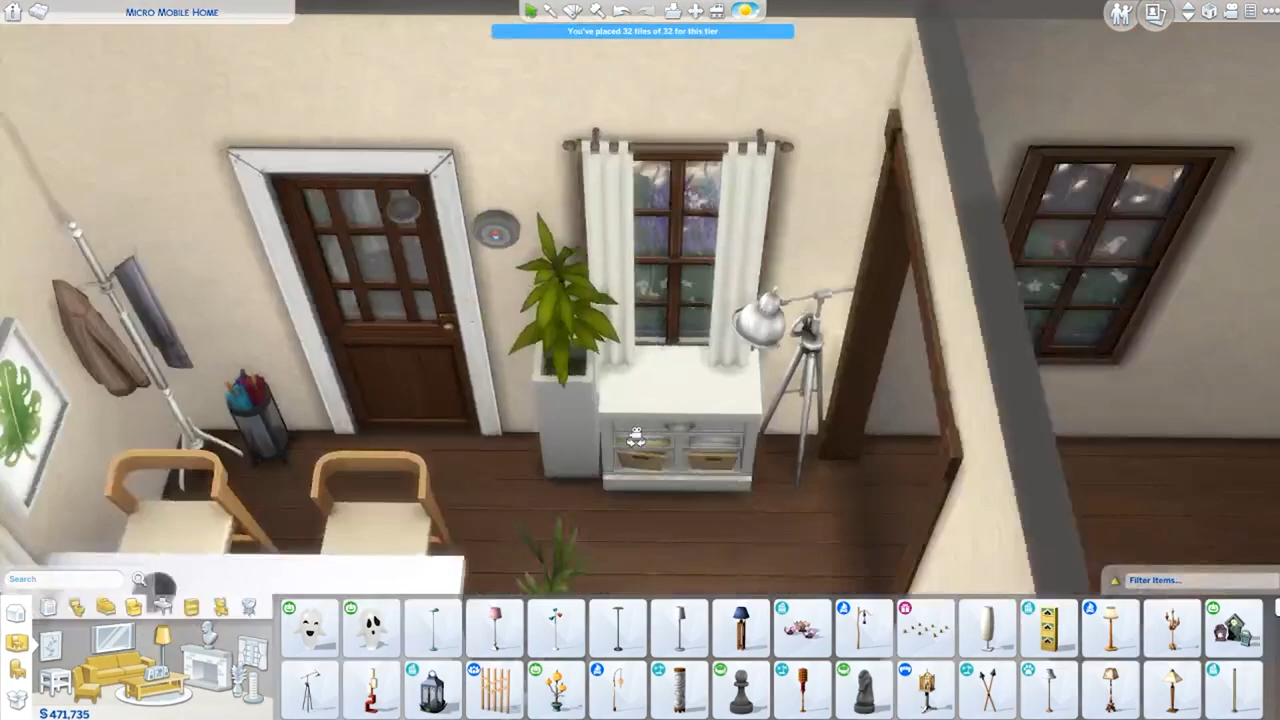 Micro Mobile Home
You've placed 32 tiles of 32 for this tier
Search
Filter Items...
$471,735